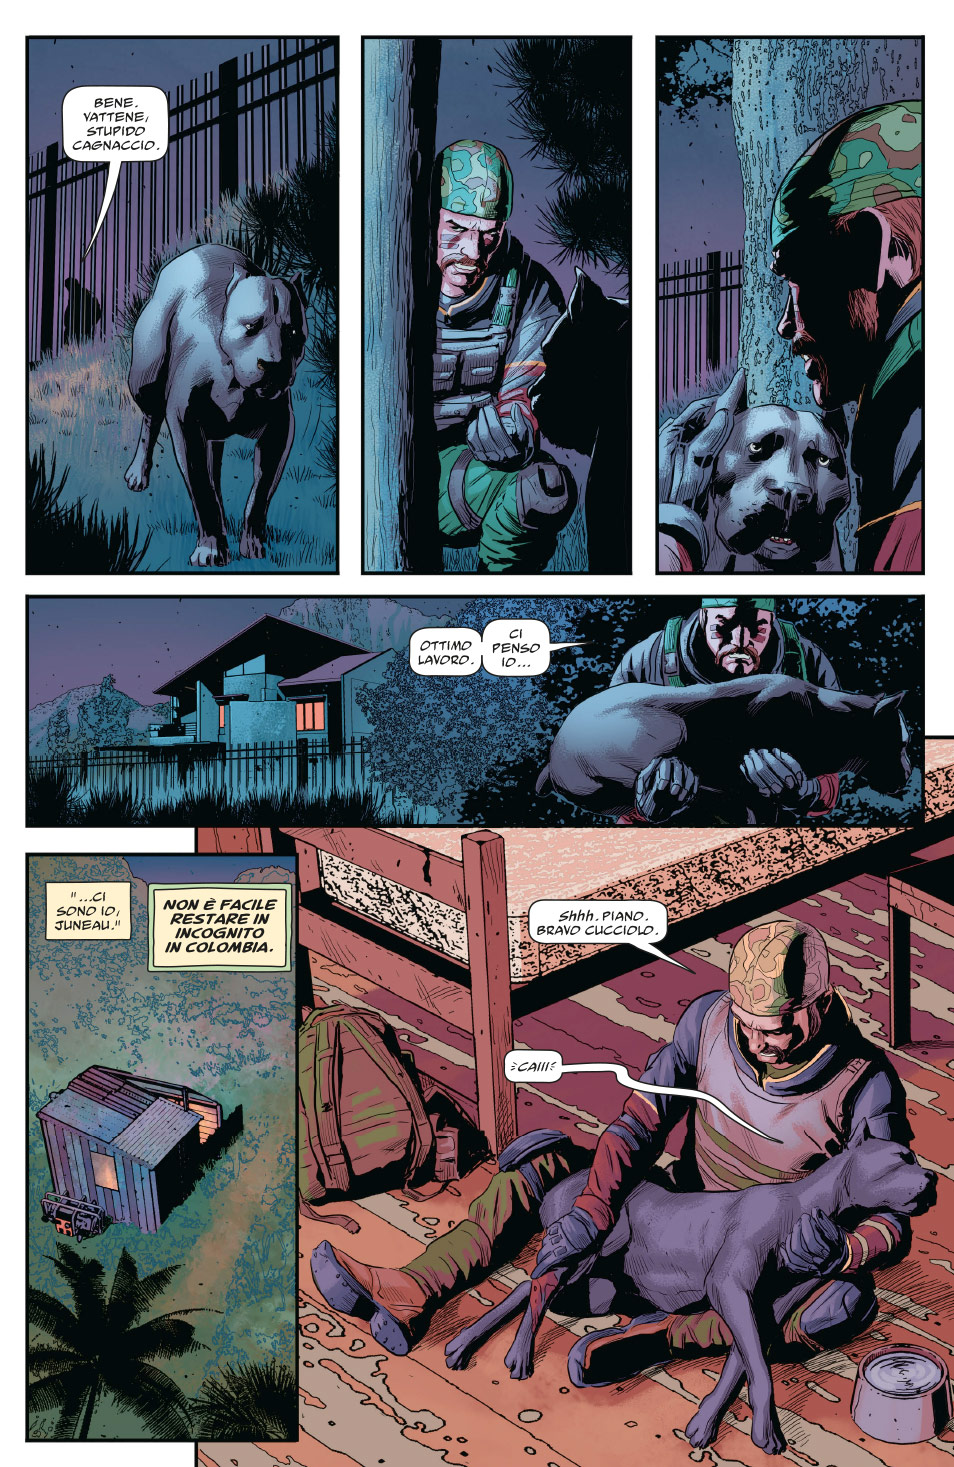 BENE.
VATTENE,
STUPIDO
CAGNACCIO.
OTTIMO
LAVORO.
CI
PENSO
IO...
"...CI
SONO IO,
JUNEAU."
NON È FACILE
RESTARE IN
INCOGNITO
IN COLOMBIA.
Shhh. PIANO.
BRAVO CUCCIOLO.
CAIII